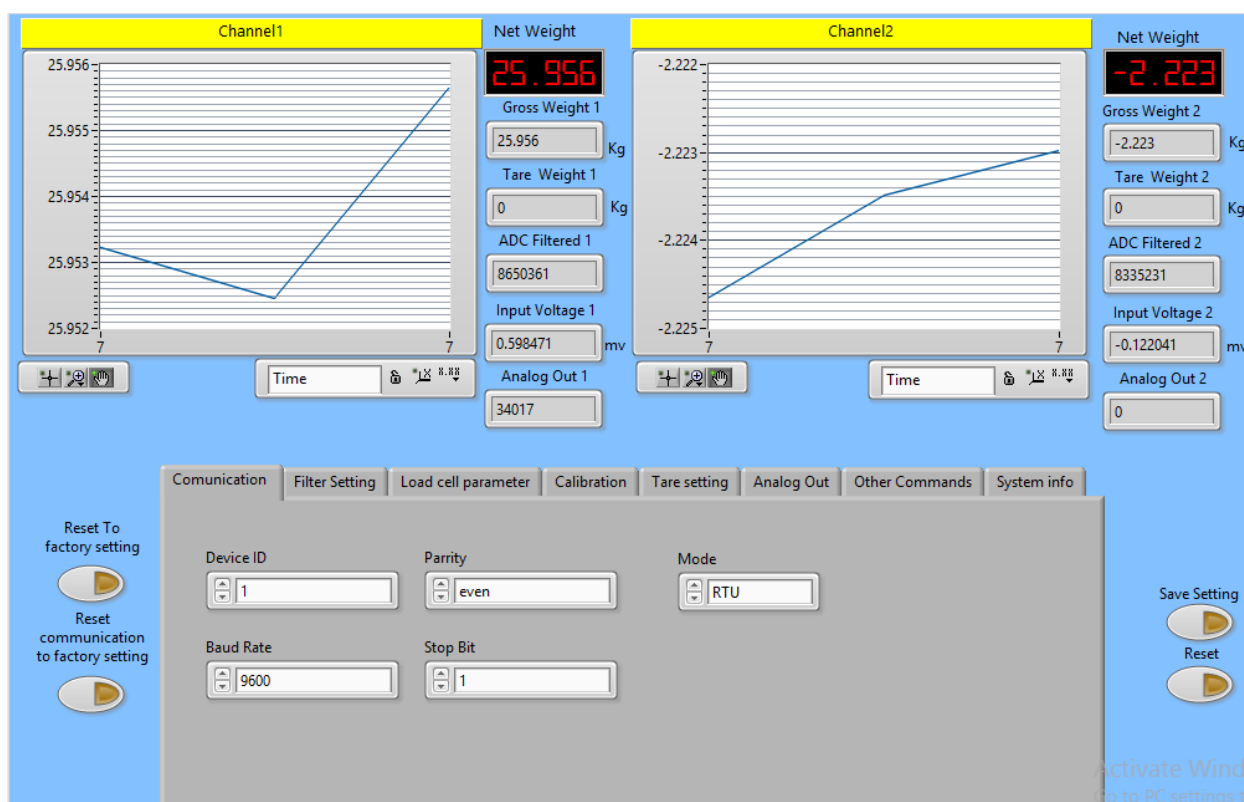 Channel1
Net Weight
25.956
25.956
25.955
25.954
25.953
25.952
7
7
Time
Gross Weight 1
25.956
Kg
Tare Weight 1
0
Kg
ADC Filtered 1
8650361
Input Voltage 1
0.598471
mv
Analog Out 1
34017
Channel2
Net Weight
-2.223
-2.222
-2.223
-2.224
-2.225
7
7
Time
Gross Weight 2
-2.223
Kg
Tare Weight 2
0
Kg
ADC Filtered 2
8335231
Input Voltage 2
-0.122041
mv
Analog Out 2
0
Comunication
Filter Setting
Load cell parameter
Calibration
Tare setting
Analog Out
Other Commands
System info
Reset To
factory setting
Reset
communication
to factory setting
Device ID
1
Parrity
even
Mode
RTU
Baud Rate
9600
Stop Bit
1
Save Setting
Reset
Activate Wind
Go to PC settings t